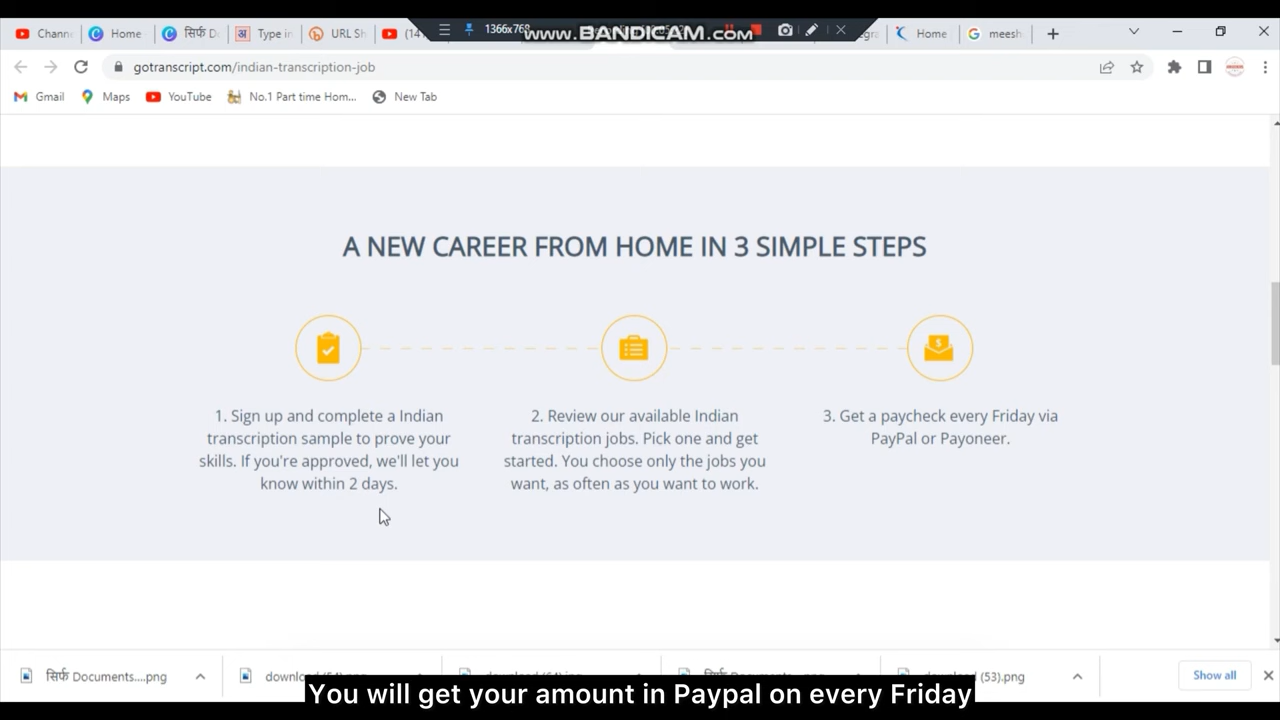 Chann
Home
सिर्फ D
Type in
URL Sh
(14
1366x768
www.BANDICAM.com
Home
meesh
gotranscript.com/indian-transcription-job
Gmail
Maps
YouTube
No.1 Part time Hom...
New Tab
A NEW CAREER FROM HOME IN 3 SIMPLE STEPS
1. Sign up and complete a Indian
transcription sample to prove your
skills. If you're approved, we'll let you
know within 2 days.
2. Review our available Indian
transcription jobs. Pick one and get
started. You choose only the jobs you
want, as often as you want to work.
3. Get a paycheck every Friday via
PayPal or Payoneer.
सिर्फ Documents....png
download (53).png
Show all
You will get your amount in Paypal on every Friday